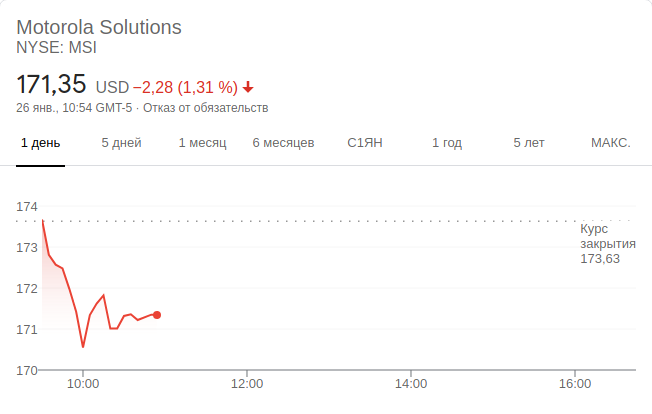 Motorola Solutions
NYSE: MSI
171,35 USD −2,28 (1,31 %)
26 янв., 10:54 GMT-5 · Отказ от обязательств
1 день 5 дней 1 месяц 6 месяцев С1ЯН 1 год 5 лет МАКС.
174
Курс
закрытия
173,63
173
172
171
170
10:00 12:00 14:00 16:00